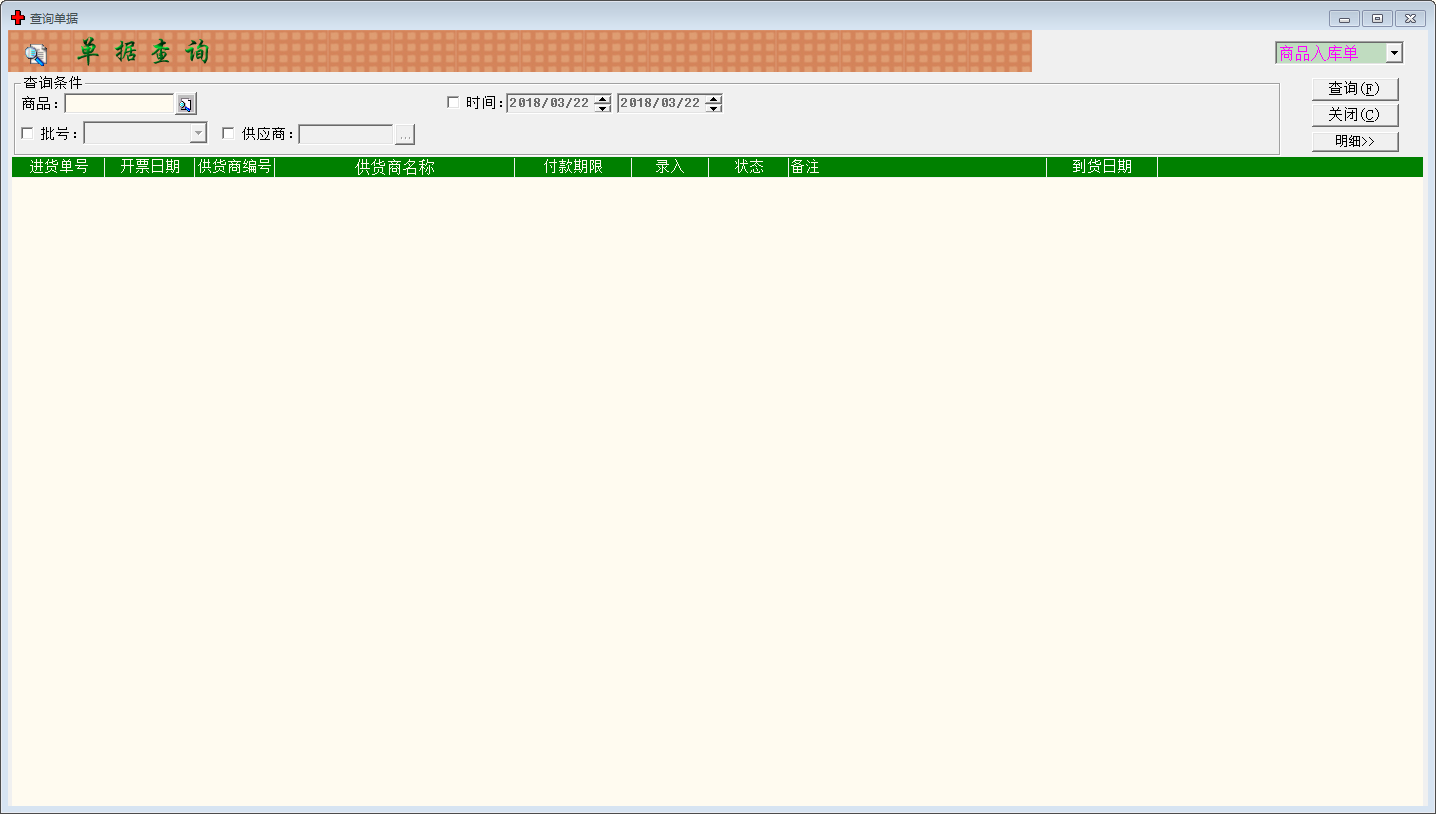 查询单据
单据查询
商品入库单
查询条件
商品：
时间：2018/03/22 2018/03/22
批号：
供应商：
...
查询(F)
关闭(C)
明细>>
进货单号 开票日期 供货商编号 供货商名称 付款期限 录入 状态 备注 到货日期